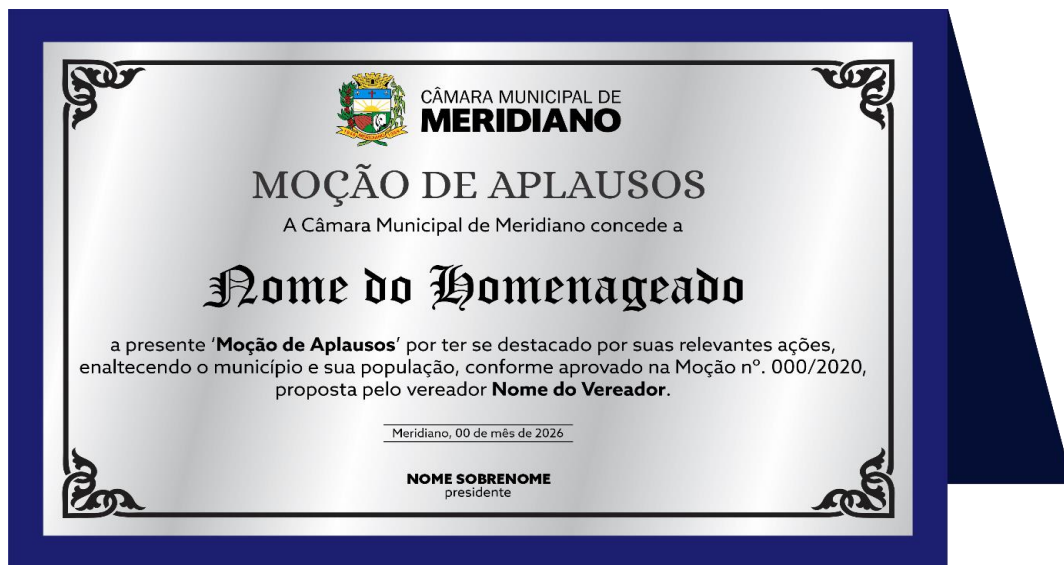 CÂMARA MUNICIPAL DE
MERIDIANO
MOÇÃO DE APLAUSOS
A Câmara Municipal de Meridiano concede a
Nome do Homenageado
a presente ‘Moção de Aplausos’ por ter se destacado por suas relevantes ações,
enaltecendo o município e sua população, conforme aprovado na Moção nº. 000/2020,
proposta pelo vereador Nome do Vereador.
Meridiano, 00 de mês de 2026
NOME SOBRENOME
presidente